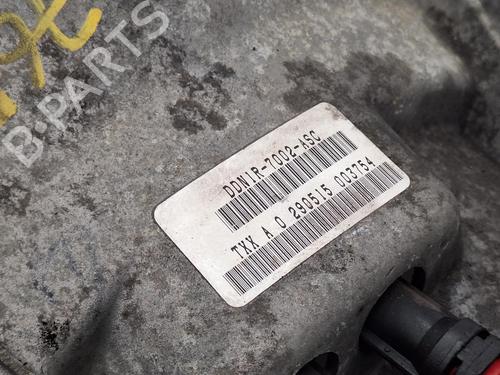 B-PARTS
DDN1R-7002-ASC
TXX A 0 290515 003754